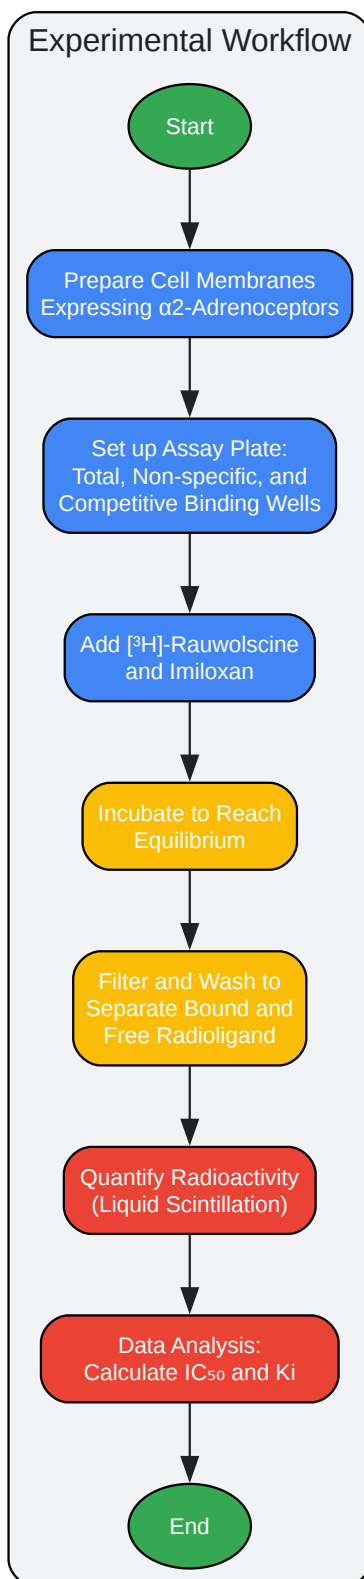 Experimental Workflow
Start
Prepare Cell Membranes
Expressing α2-Adrenoceptors
Set up Assay Plate:
Total, Non-specific, and
Competitive Binding Wells
Add [³H]-Rauwolscine
and Imiloxan
Incubate to Reach
Equilibrium
Filter and Wash to
Separate Bound and
Free Radioligand
Quantify Radioactivity
(Liquid Scintillation)
Data Analysis:
Calculate IC₅₀ and Ki
End